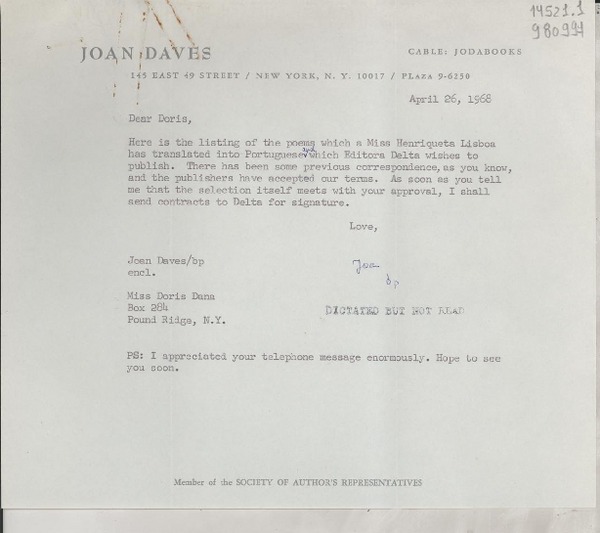 14521.1
980994
JOAN DAVES
CABLE: JODABOOKS
145 EAST 49 STREET / NEW YORK, N. Y. 10017 / PLAZA 9-6250
April 26, 1968
Dear Doris,
Here is the listing of the poems which a Miss Henriqueta Lisboa
has translated into Portuguese and which Editora Delta wishes to
publish. There has been some previous correspondence, as you know,
and the publishers have accepted our terms. As soon as you tell
me that the selection itself meets with your approval, I shall
send contracts to Delta for signature.
Love,
Joan Daves/bp
encl.
Joan
bp
Miss Doris Dana
Box 284
Pound Ridge, N.Y.
DICTATED BUT NOT READ
PS: I appreciated your telephone message enormously. Hope to see
you soon.
Member of the SOCIETY OF AUTHOR'S REPRESENTATIVES